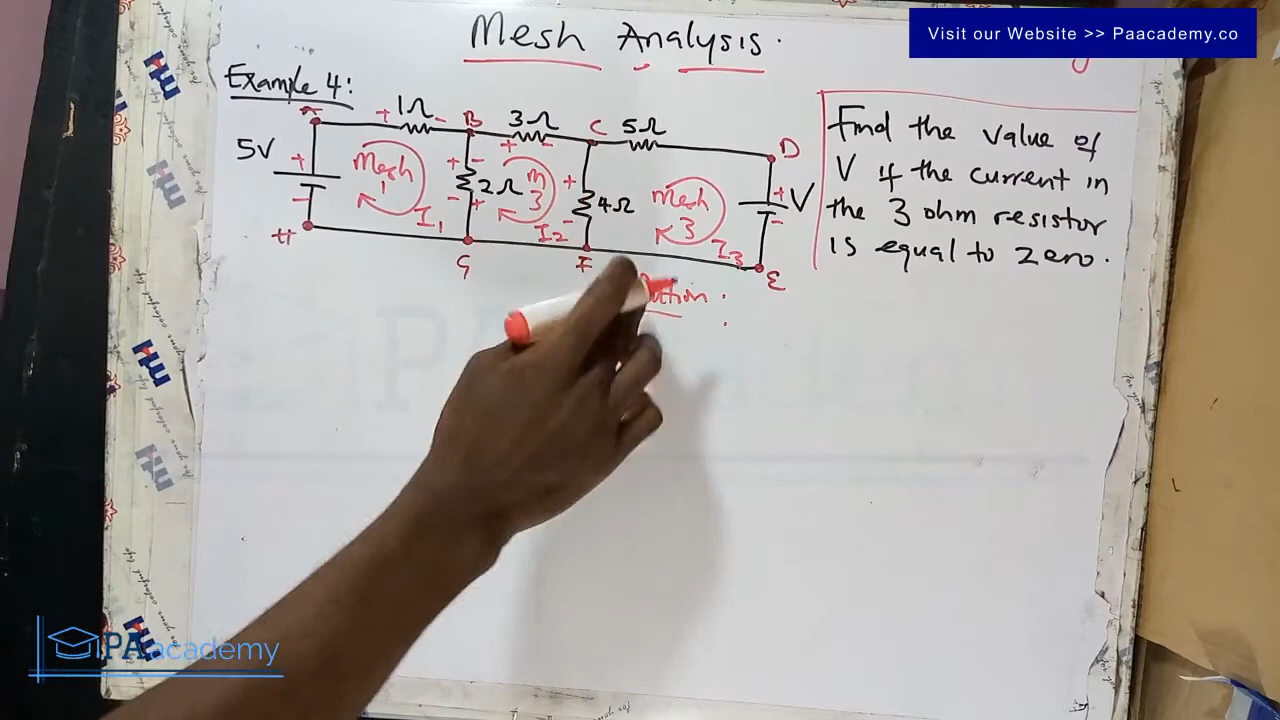 Visit our Website >> Paacademy.co
Mesh Analysis.
Example 4:
A
+ 1Ω -
B
3Ω
+ -
C
5Ω
D
5V
+
-
Mesh
1
I1
+ -
2Ω
- +
M
3
I2
+
4Ω
-
Mesh
3
I3
+
V
-
H
G
F
E
Find the value of
V if the current in
the 3 ohm resistor
is equal to zero.
PAacademy